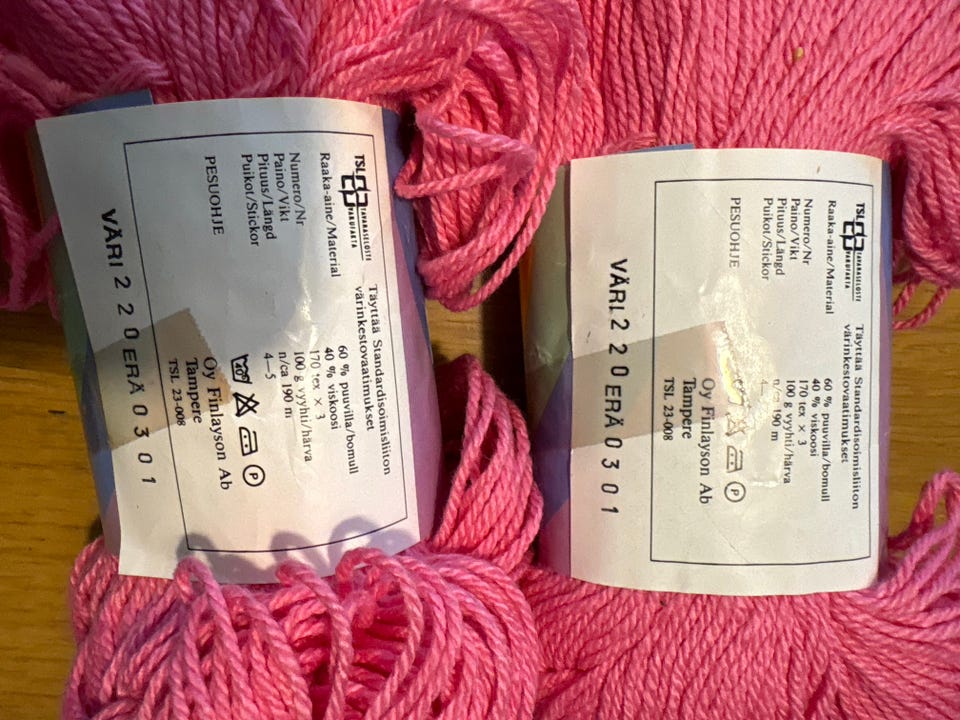 TSL TAVARASELOSTE
VARUFAKTA
Täyttää Standardisoimisliiton
värinkestovaatimukset
Raaka-aine/Material 60 % puuvilla/bomull
40 % viskoosi
Numero/Nr 170 tex × 3
Paino/Vikt 100 g vyyhti/härva
Pituus/Längd n/ca 190 m
Puikot/Stickor 4—5
PESUOHJE P
Oy Finlayson Ab
Tampere
TSL 23-008
VÄRI 2 2 0 ERÄ 0 3 0 1
TSL TAVARASELOSTE
VARUFAKTA
Täyttää Standardisoimisliiton
värinkestovaatimukset
Raaka-aine/Material 60 % puuvilla/bomull
40 % viskoosi
Numero/Nr 170 tex × 3
Paino/Vikt 100 g vyyhti/härva
Pituus/Längd n/ca 190 m
Puikot/Stickor
PESUOHJE P
Oy Finlayson Ab
Tampere
TSL 23-008
VÄRI 2 2 0 ERÄ 0 3 0 1